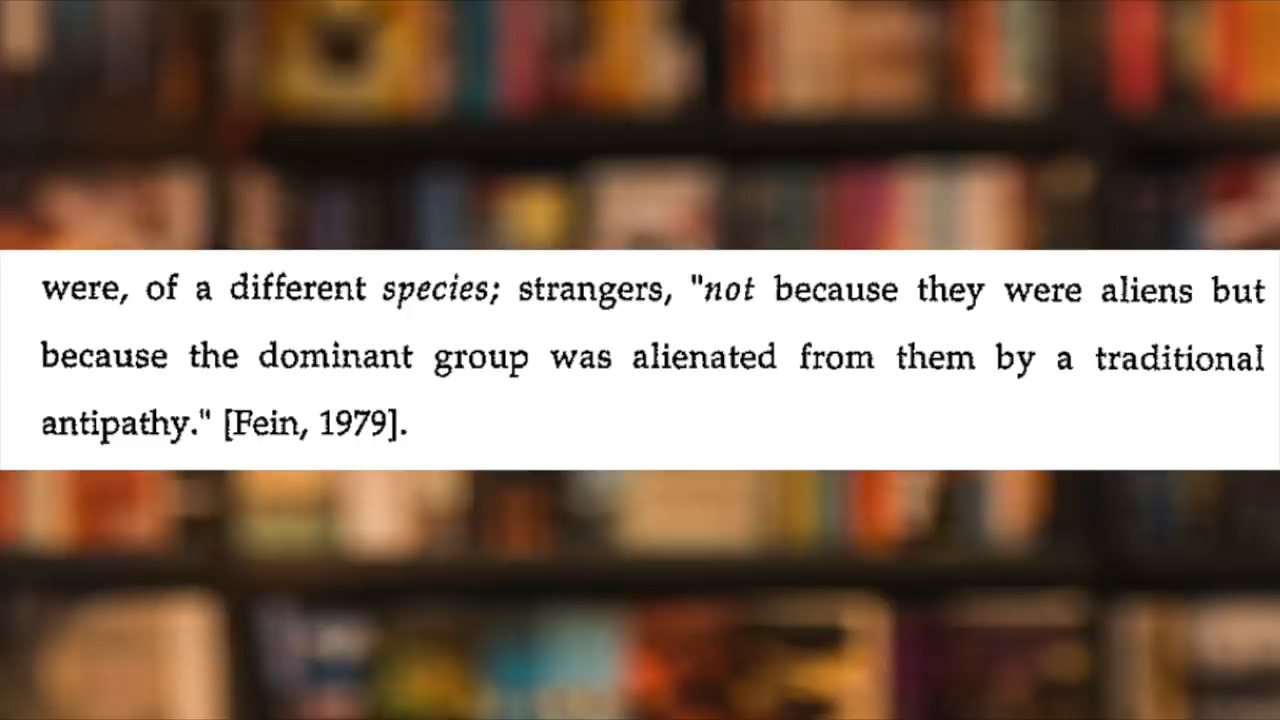 were, of a different species; strangers, "not because they were aliens but
because the dominant group was alienated from them by a traditional
antipathy." [Fein, 1979].